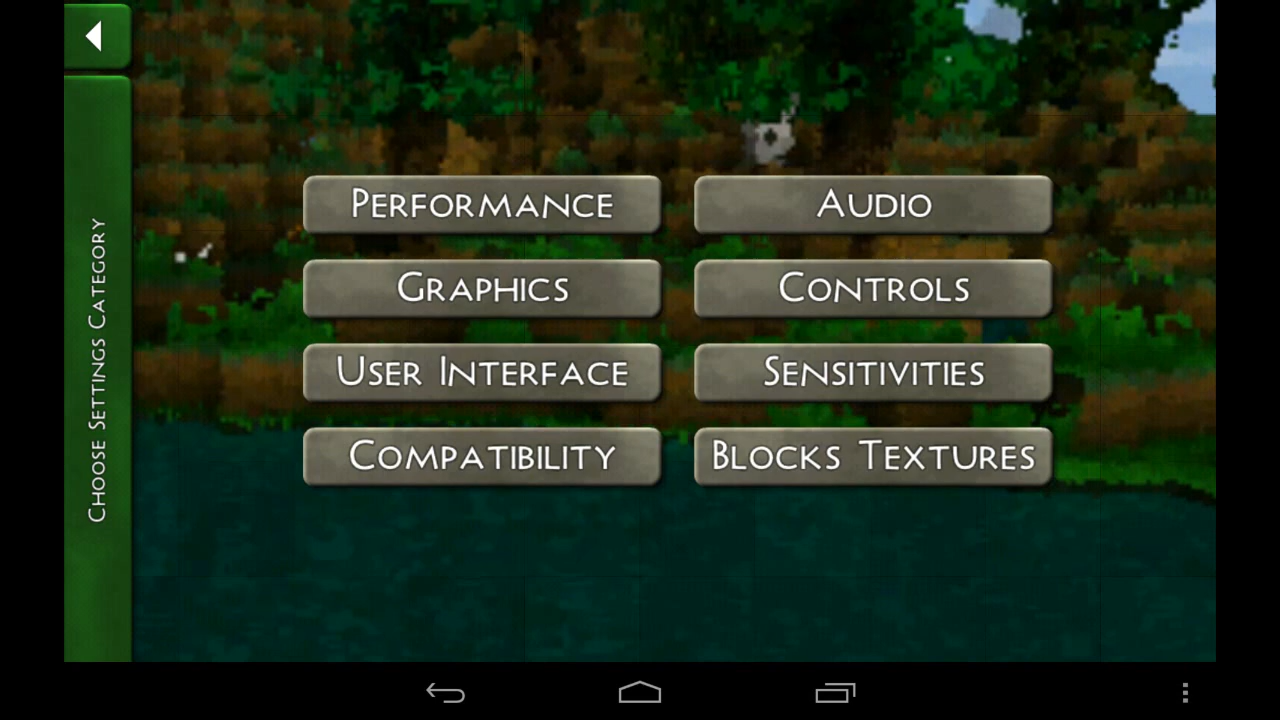 CHOOSE SETTINGS CATEGORY
PERFORMANCE
AUDIO
GRAPHICS
CONTROLS
USER INTERFACE
SENSITIVITIES
COMPATIBILITY
BLOCKS TEXTURES